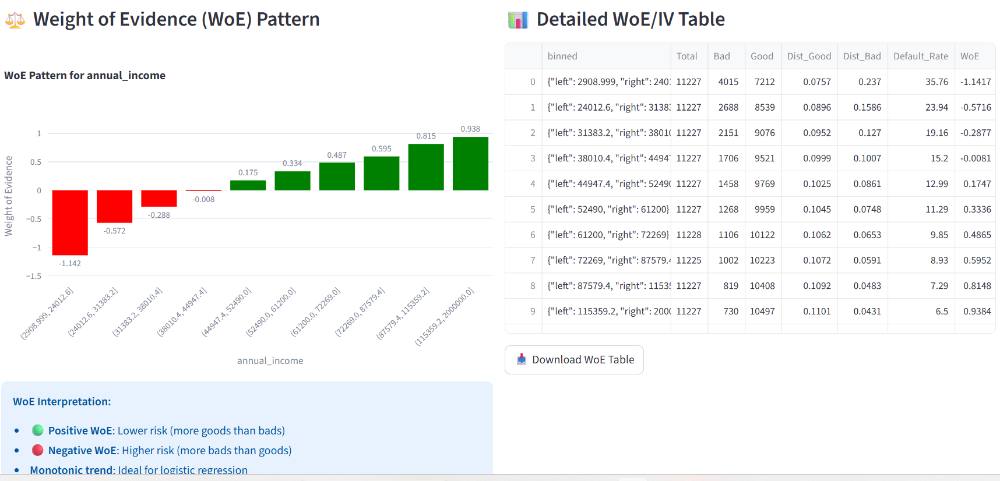 Weight of Evidence (WoE) Pattern
WoE Pattern for annual_income
Weight of Evidence
1
0.5
0
−0.5
−1
−1.5
-1.142
-0.572
-0.288
-0.008
0.175
0.334
0.487
0.595
0.815
0.938
(2908.999, 24012.6]
(24012.6, 31383.2]
(31383.2, 38010.4]
(38010.4, 44947.4]
(44947.4, 52490.0]
(52490.0, 61200.0]
(61200.0, 72269.0]
(72269.0, 87579.4]
(87579.4, 115359.2]
(115359.2, 2000000.0]
annual_income
WoE Interpretation:
Positive WoE: Lower risk (more goods than bads)
Negative WoE: Higher risk (more bads than goods)
Monotonic trend: Ideal for logistic regression
Detailed WoE/IV Table
binned Total Bad Good Dist_Good Dist_Bad Default_Rate WoE
0 {"left": 2908.999, "right": 2401 11227 4015 7212 0.0757 0.237 35.76 -1.1417
1 {"left": 24012.6, "right": 31383 11227 2688 8539 0.0896 0.1586 23.94 -0.5716
2 {"left": 31383.2, "right": 38010 11227 2151 9076 0.0952 0.127 19.16 -0.2877
3 {"left": 38010.4, "right": 44947 11227 1706 9521 0.0999 0.1007 15.2 -0.0081
4 {"left": 44947.4, "right": 52490 11227 1458 9769 0.1025 0.0861 12.99 0.1747
5 {"left": 52490, "right": 61200} 11227 1268 9959 0.1045 0.0748 11.29 0.3336
6 {"left": 61200, "right": 72269} 11228 1106 10122 0.1062 0.0653 9.85 0.4865
7 {"left": 72269, "right": 87579.4 11225 1002 10223 0.1072 0.0591 8.93 0.5952
8 {"left": 87579.4, "right": 1153 11227 819 10408 0.1092 0.0483 7.29 0.8148
9 {"left": 115359.2, "right": 200 11227 730 10497 0.1101 0.0431 6.5 0.9384
Download WoE Table